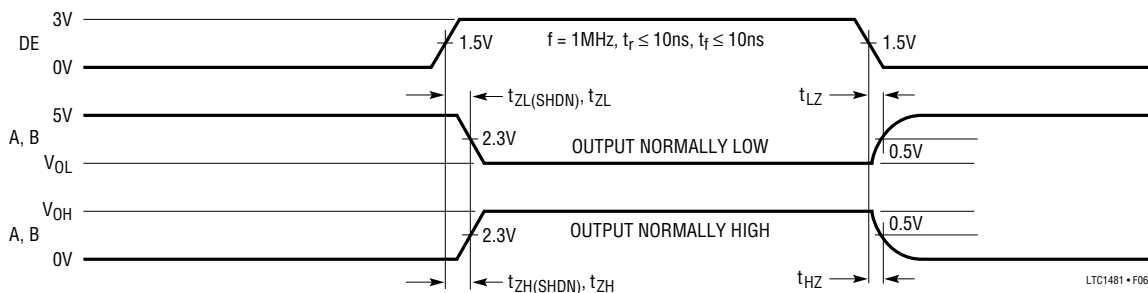 3V
DE
1.5V
f = 1MHz, tr ≤ 10ns, tf ≤ 10ns
1.5V
0V
tZL(SHDN), tZL
tLZ
5V
A, B
2.3V
OUTPUT NORMALLY LOW
0.5V
VOL
VOH
A, B
2.3V
OUTPUT NORMALLY HIGH
0.5V
0V
tZH(SHDN), tZH
tHZ
LTC1481 • F06